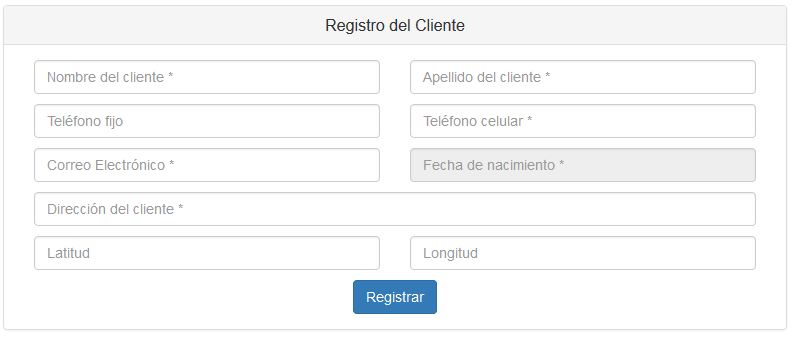 Registro del Cliente
Nombre del cliente * Apellido del cliente *
Teléfono fijo Teléfono celular *
Correo Electrónico * Fecha de nacimiento *
Dirección del cliente *
Latitud Longitud
Registrar